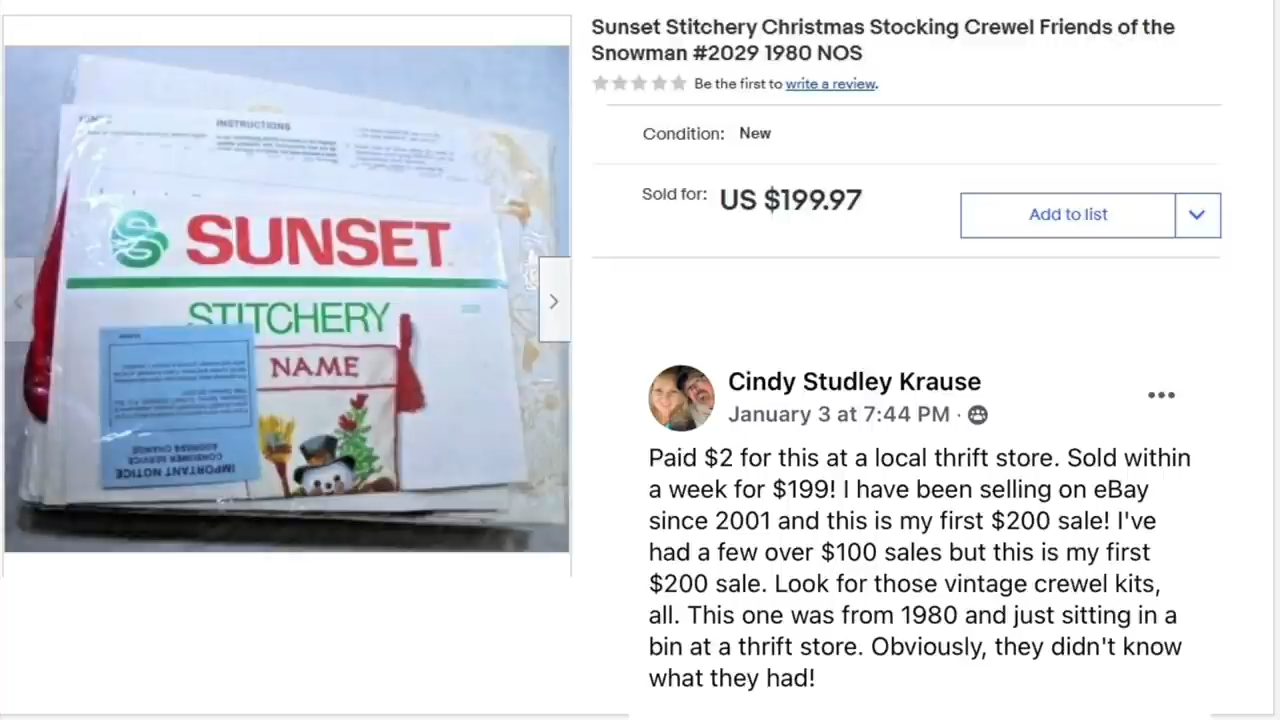 Sunset Stitchery Christmas Stocking Crewel Friends of the
Snowman #2029 1980 NOS
Be the first to write a review.
Condition: New
Sold for: US $199.97
Add to list
INSTRUCTIONS
SUNSET
STITCHERY
NAME
IMPORTANT NOTICE
CONSUMER SERVICE
ADDRESS CHANGE
Cindy Studley Krause
January 3 at 7:44 PM ·
Paid $2 for this at a local thrift store. Sold within
a week for $199! I have been selling on eBay
since 2001 and this is my first $200 sale! I've
had a few over $100 sales but this is my first
$200 sale. Look for those vintage crewel kits,
all. This one was from 1980 and just sitting in a
bin at a thrift store. Obviously, they didn't know
what they had!